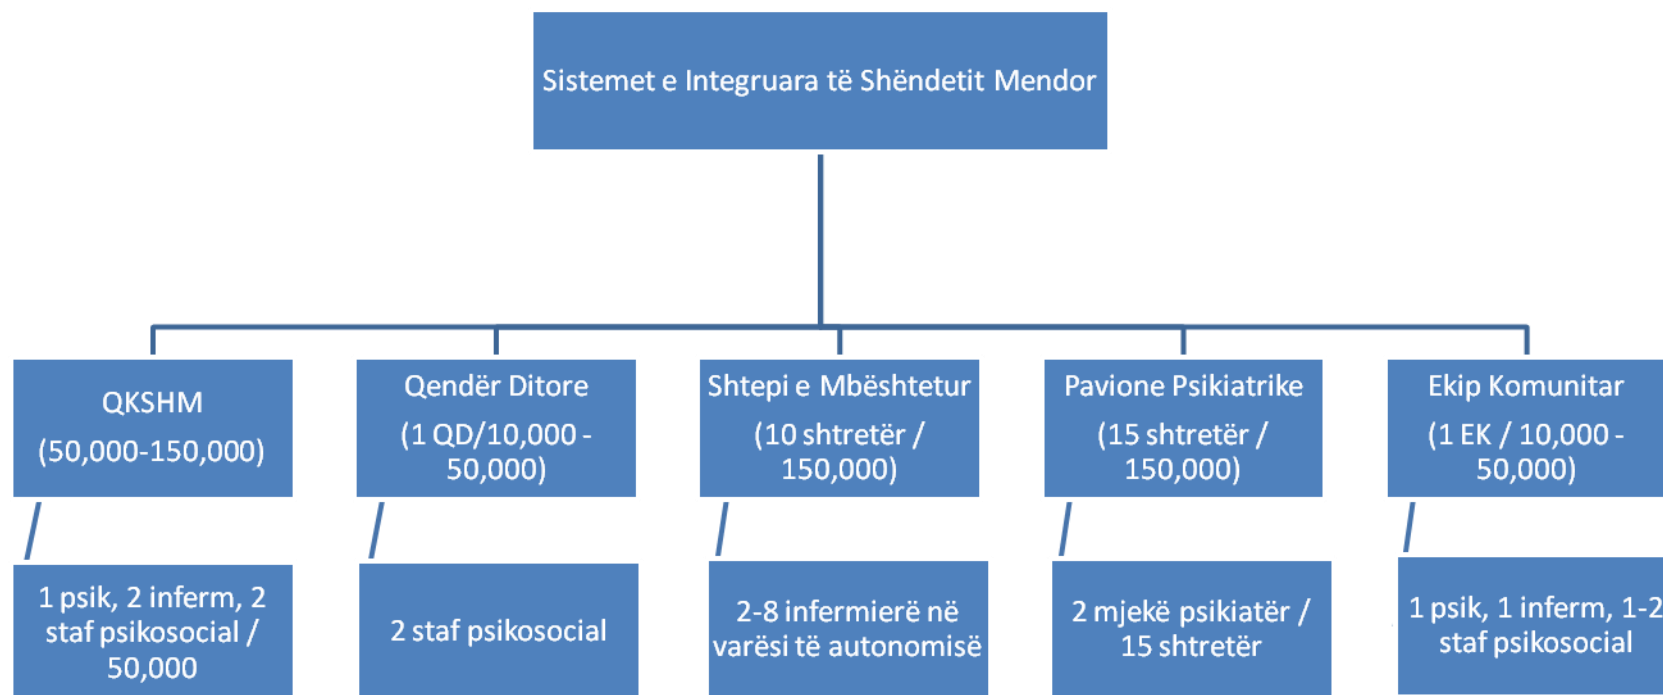 Sistemet e Integruara të Shëndetit Mendor
QKSHM
(50,000-150,000)
Qendër Ditore
(1 QD/10,000 -
50,000)
Shtepi e Mbështetur
(10 shtretër /
150,000)
Pavione Psikiatrike
(15 shtretër /
150,000)
Ekip Komunitar
(1 EK / 10,000 -
50,000)
1 psik, 2 inferm, 2
staf psikosocial /
50,000
2 staf psikosocial
2-8 infermierë në
varësi të autonomisë
2 mjekë psikiatër /
15 shtretër
1 psik, 1 inferm, 1-2
staf psikosocial